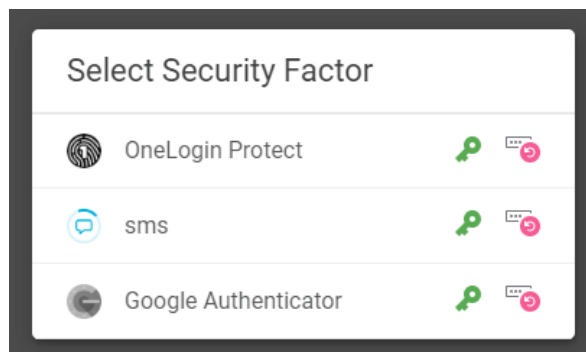 Select Security Factor
OneLogin Protect
sms
Google Authenticator